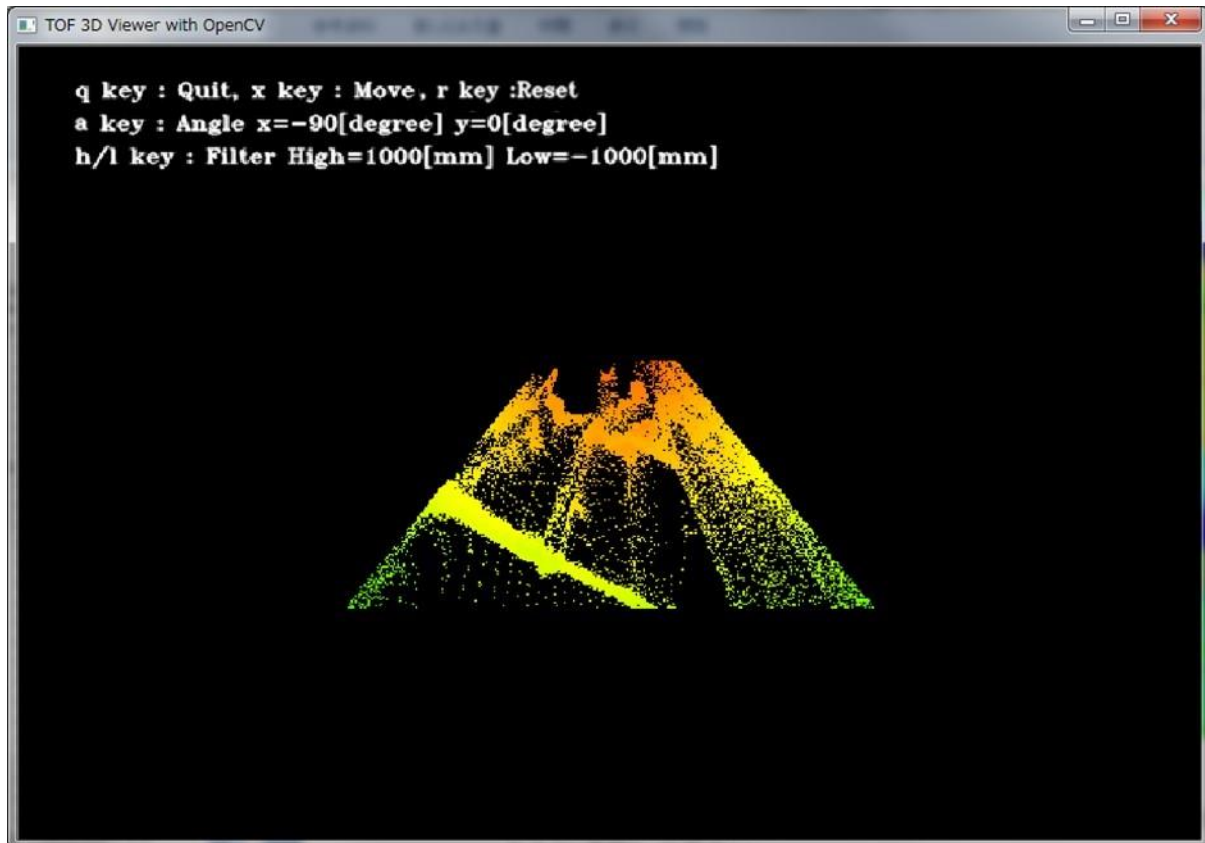 TOF 3D Viewer with OpenCV
q key : Quit, x key : Move, r key :Reset
a key : Angle x=-90[degree] y=0[degree]
h/l key : Filter High=1000[mm] Low=-1000[mm]